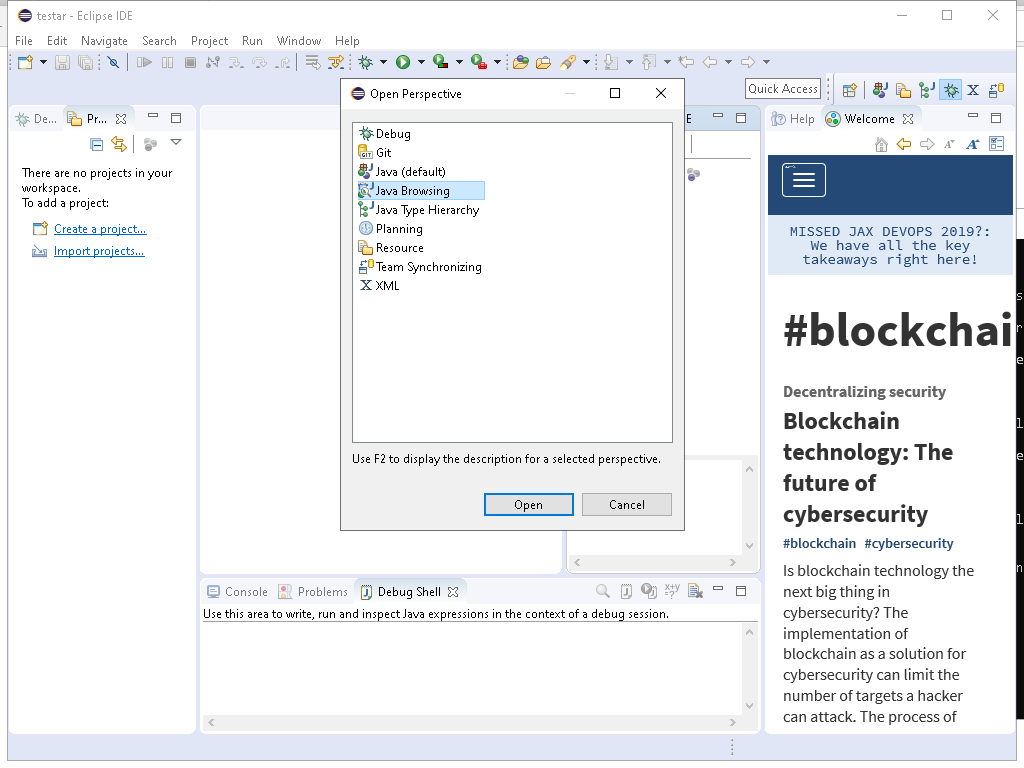 testar - Eclipse IDE
File Edit Navigate Search Project Run Window Help
Quick Access
De...
Pr...
There are no projects in your
workspace.
To add a project:
Create a project...
Import projects...
Open Perspective
Debug
Git
Java (default)
Java Browsing
Java Type Hierarchy
Planning
Resource
Team Synchronizing
XML
Use F2 to display the description for a selected perspective.
Open
Cancel
Console
Problems
Debug Shell
Use this area to write, run and inspect Java expressions in the context of a debug session.
Help
Welcome
MISSED JAX DEVOPS 2019?:
We have all the key
takeaways right here!
#blockchai
Decentralizing security
Blockchain
technology: The
future of
cybersecurity
#blockchain #cybersecurity
Is blockchain technology the
next big thing in
cybersecurity? The
implementation of
blockchain as a solution for
cybersecurity can limit the
number of targets a hacker
can attack. The process of